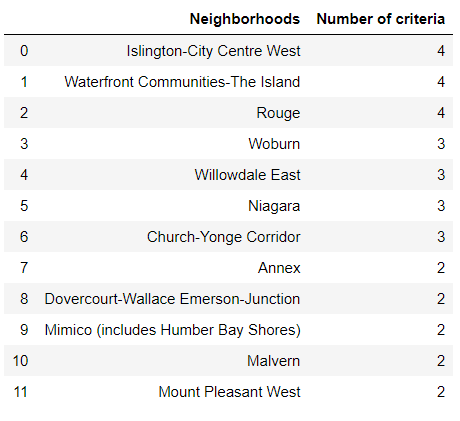 Neighborhoods Number of criteria
0 Islington-City Centre West 4
1 Waterfront Communities-The Island 4
2 Rouge 4
3 Woburn 3
4 Willowdale East 3
5 Niagara 3
6 Church-Yonge Corridor 3
7 Annex 2
8 Dovercourt-Wallace Emerson-Junction 2
9 Mimico (includes Humber Bay Shores) 2
10 Malvern 2
11 Mount Pleasant West 2